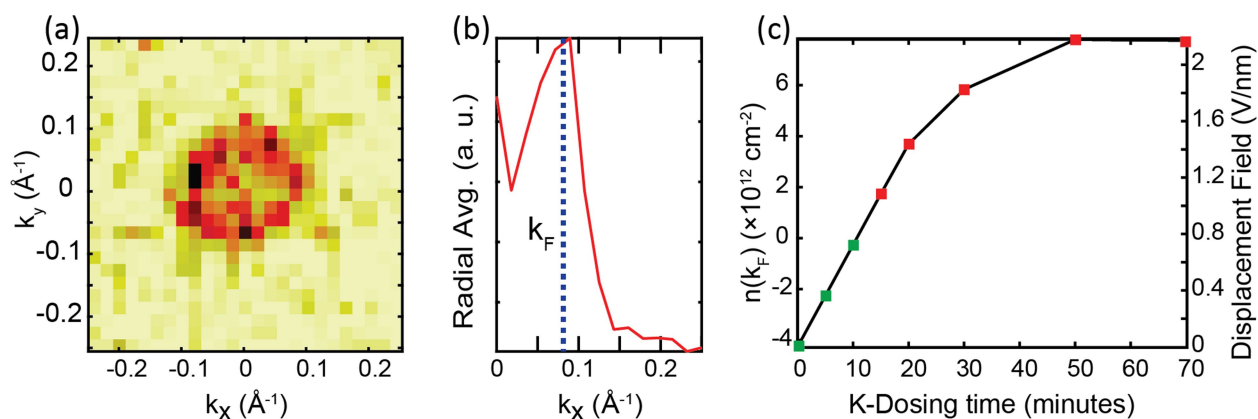 (a)
0.2
0.1
0
-0.1
-0.2
k_y (Å⁻¹)
-0.2 -0.1 0 0.1 0.2
k_X (Å⁻¹)
(b)
Radial Avg. (a. u.)
k_F
0 0.1 0.2
k_X (Å⁻¹)
(c)
n(k_F) (×10¹² cm⁻²)
6
4
2
0
-2
-4
0 10 20 30 40 50 60 70
K-Dosing time (minutes)
2
1.6
1.2
0.8
0.4
0
Displacement Field (V/nm)